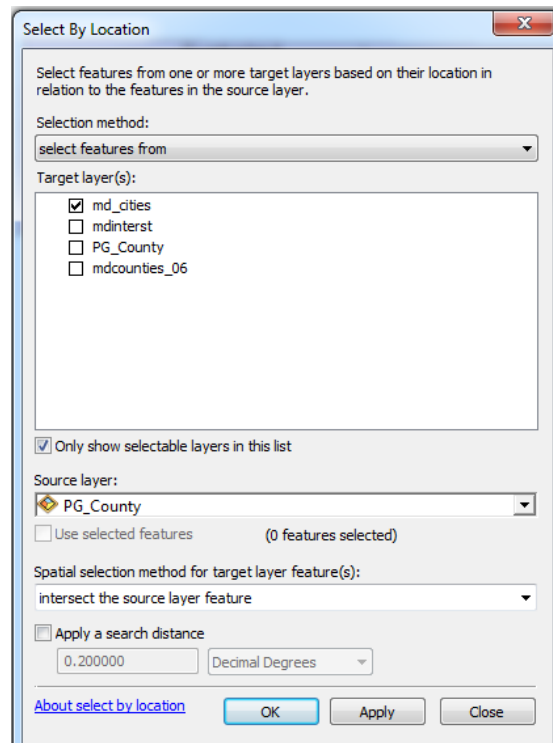 Select By Location
Select features from one or more target layers based on their location in
relation to the features in the source layer.
Selection method:
select features from
Target layer(s):
md_cities
mdinterst
PG_County
mdcounties_06
Only show selectable layers in this list
Source layer:
PG_County
Use selected features (0 features selected)
Spatial selection method for target layer feature(s):
intersect the source layer feature
Apply a search distance
0.200000 Decimal Degrees
About select by location OK Apply Close